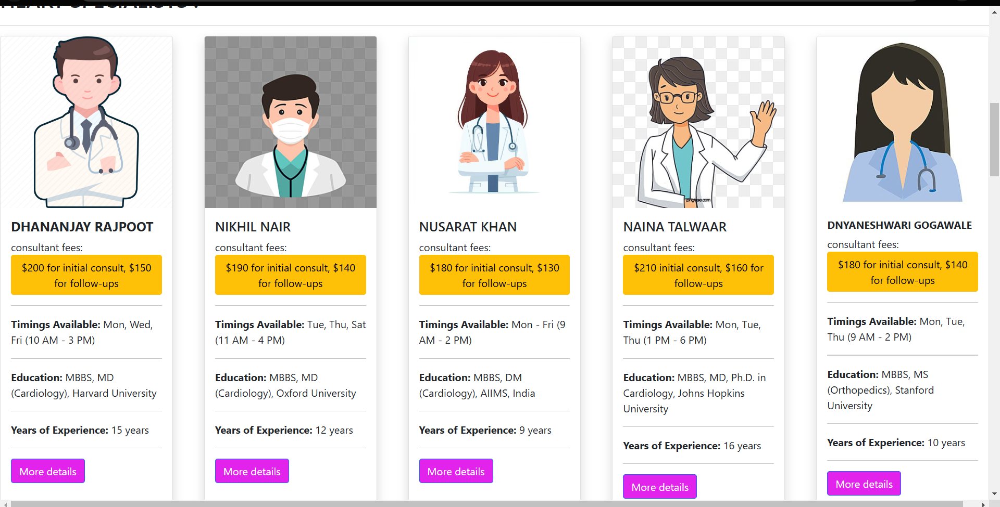 HEART SPECIALISTS :
DHANANJAY RAJPOOT
consultant fees:
$200 for initial consult, $150
for follow-ups
Timings Available: Mon, Wed,
Fri (10 AM - 3 PM)
Education: MBBS, MD
(Cardiology), Harvard University
Years of Experience: 15 years
More details
NIKHIL NAIR
consultant fees:
$190 for initial consult, $140
for follow-ups
Timings Available: Tue, Thu, Sat
(11 AM - 4 PM)
Education: MBBS, MD
(Cardiology), Oxford University
Years of Experience: 12 years
More details
NUSARAT KHAN
consultant fees:
$180 for initial consult, $130
for follow-ups
Timings Available: Mon - Fri (9
AM - 2 PM)
Education: MBBS, DM
(Cardiology), AIIMS, India
Years of Experience: 9 years
More details
pngtree.com
NAINA TALWAAR
consultant fees:
$210 initial consult, $160 for
follow-ups
Timings Available: Mon, Tue,
Thu (1 PM - 6 PM)
Education: MBBS, MD, Ph.D. in
Cardiology, Johns Hopkins
University
Years of Experience: 16 years
More details
DNYANESHWARI GOGAWALE
consultant fees:
$180 for initial consult, $140
for follow-ups
Timings Available: Mon, Tue,
Thu (9 AM - 2 PM)
Education: MBBS, MS
(Orthopedics), Stanford
University
Years of Experience: 10 years
More details